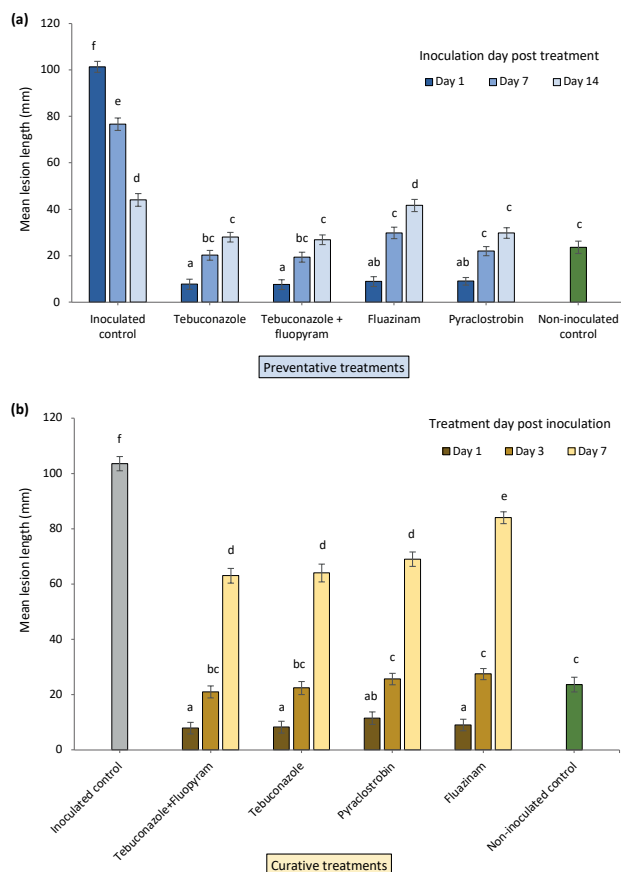 (a)
120
100
80
60
40
20
0
Mean lesion length (mm)
Inoculation day post treatment
Day 1 Day 7 Day 14
f
e
d
a
bc
c
a
bc
c
ab
c
d
ab
c
c
c
Inoculated
control
Tebuconazole
Tebuconazole +
fluopyram
Fluazinam
Pyraclostrobin
Non-inoculated
control
Preventative treatments
(b)
120
100
80
60
40
20
0
Mean lesion length (mm)
Treatment day post inoculation
Day 1 Day 3 Day 7
f
a
bc
d
a
bc
d
ab
c
d
a
c
e
c
Inoculated control
Tebuconazole+Fluopyram
Tebuconazole
Pyraclostrobin
Fluazinam
Non-inoculated control
Curative treatments